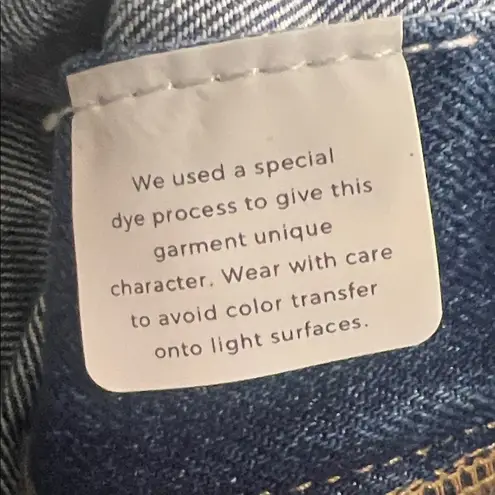 We used a special
dye process to give this
garment unique
character. Wear with care
to avoid color transfer
onto light surfaces.